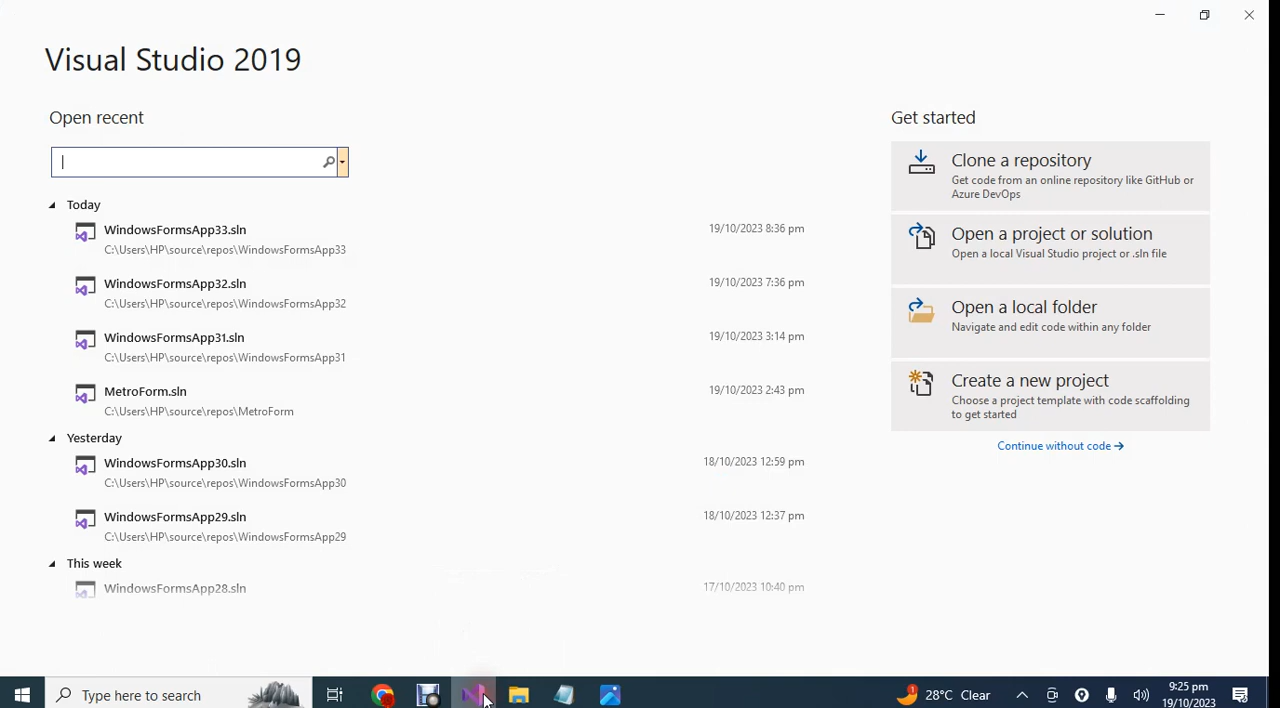 Visual Studio 2019
Open recent
Today
WindowsFormsApp33.sln
19/10/2023 8:36 pm
C:\Users\HP\source\repos\WindowsFormsApp33
WindowsFormsApp32.sln
19/10/2023 7:36 pm
C:\Users\HP\source\repos\WindowsFormsApp32
WindowsFormsApp31.sln
19/10/2023 3:14 pm
C:\Users\HP\source\repos\WindowsFormsApp31
MetroForm.sln
19/10/2023 2:43 pm
C:\Users\HP\source\repos\MetroForm
Yesterday
WindowsFormsApp30.sln
18/10/2023 12:59 pm
C:\Users\HP\source\repos\WindowsFormsApp30
WindowsFormsApp29.sln
18/10/2023 12:37 pm
C:\Users\HP\source\repos\WindowsFormsApp29
This week
WindowsFormsApp28.sln
17/10/2023 10:40 pm
Get started
Clone a repository
Get code from an online repository like GitHub or
Azure DevOps
Open a project or solution
Open a local Visual Studio project or .sln file
Open a local folder
Navigate and edit code within any folder
Create a new project
Choose a project template with code scaffolding
to get started
Continue without code →
Type here to search
1
28°C Clear
9:25 pm
19/10/2023